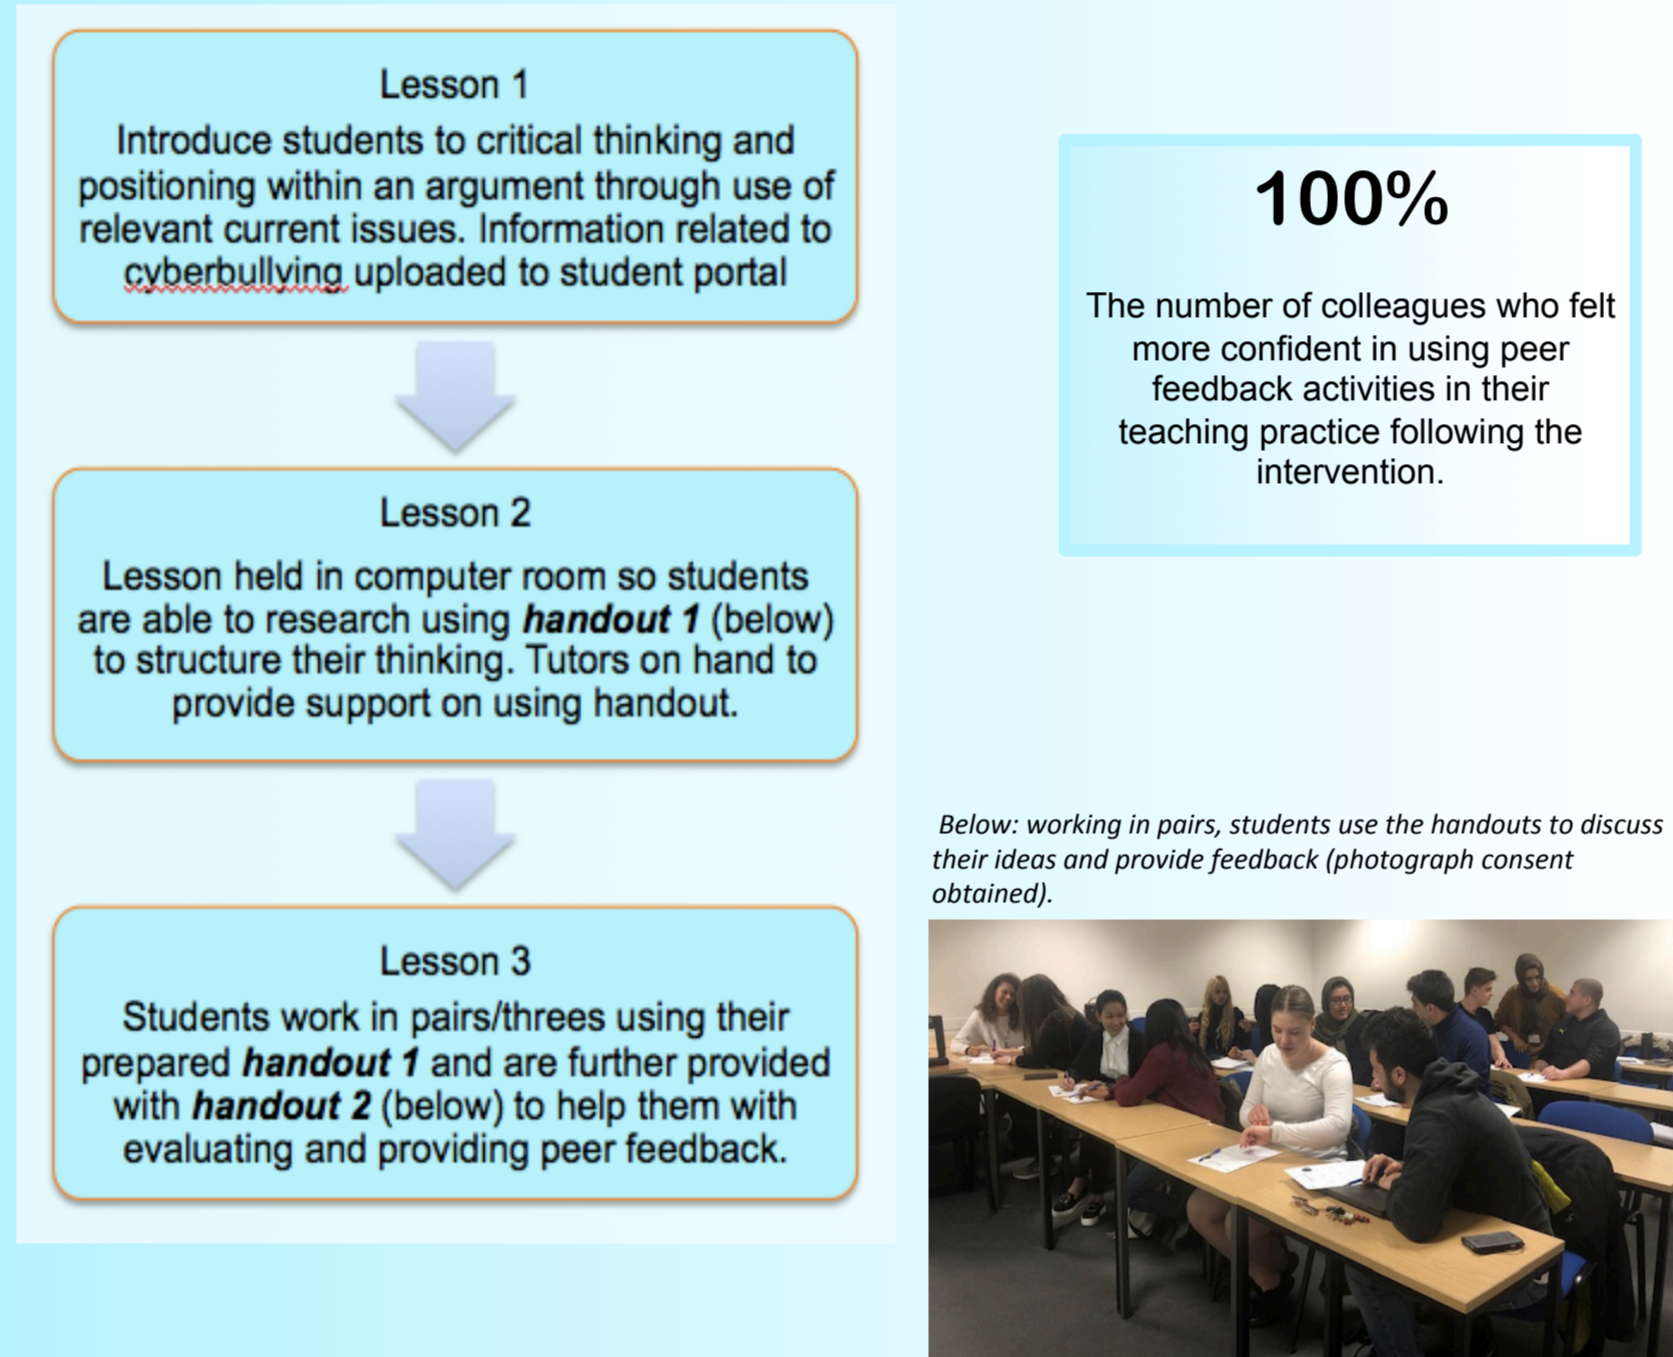 Lesson 1
Introduce students to critical thinking and
positioning within an argument through use of
relevant current issues. Information related to
cyberbullying uploaded to student portal
Lesson 2
Lesson held in computer room so students
are able to research using handout 1 (below)
to structure their thinking. Tutors on hand to
provide support on using handout.
Lesson 3
Students work in pairs/threes using their
prepared handout 1 and are further provided
with handout 2 (below) to help them with
evaluating and providing peer feedback.
100%
The number of colleagues who felt
more confident in using peer
feedback activities in their
teaching practice following the
intervention.
Below: working in pairs, students use the handouts to discuss
their ideas and provide feedback (photograph consent
obtained).